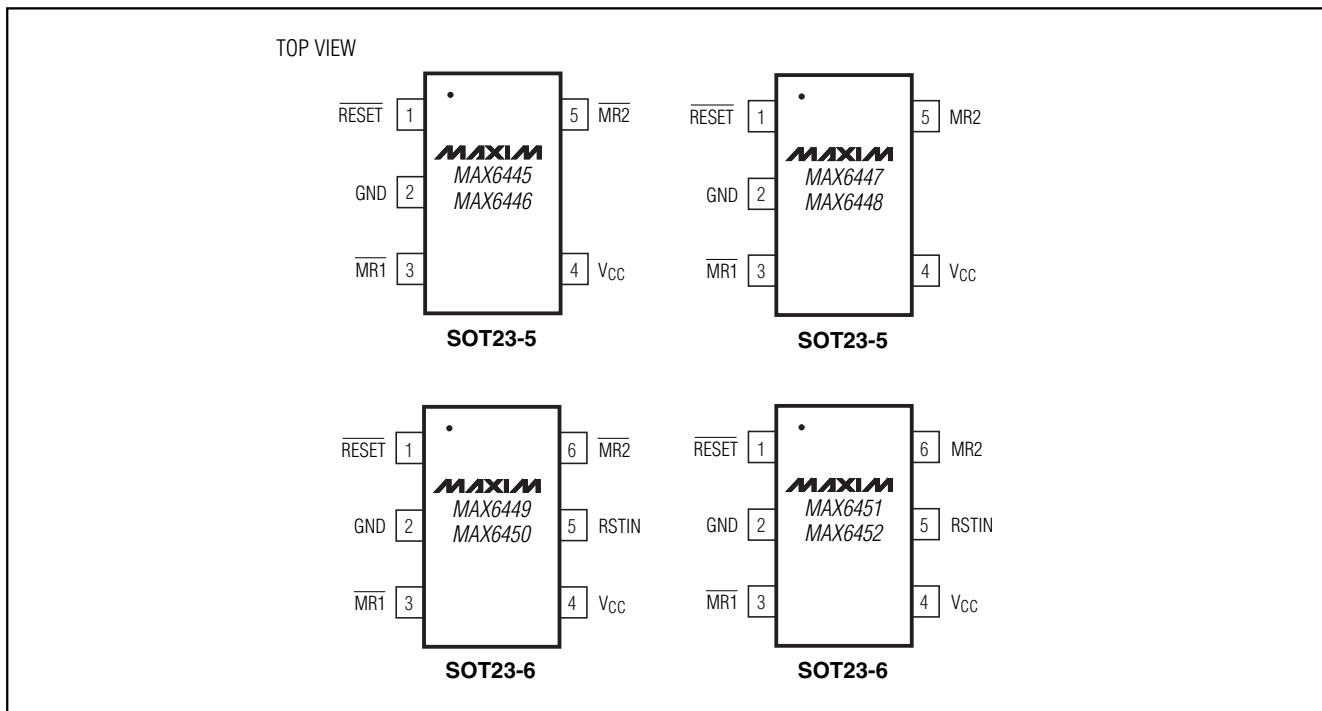 TOP VIEW
RESET 1
5 MR2
MAXIM
MAX6445
MAX6446
GND 2
MR1 3
4 VCC
SOT23-5
RESET 1
5 MR2
MAXIM
MAX6447
MAX6448
GND 2
MR1 3
4 VCC
SOT23-5
RESET 1
6 MR2
MAXIM
MAX6449
MAX6450
GND 2
5 RSTIN
MR1 3
4 VCC
SOT23-6
RESET 1
6 MR2
MAXIM
MAX6451
MAX6452
GND 2
5 RSTIN
MR1 3
4 VCC
SOT23-6